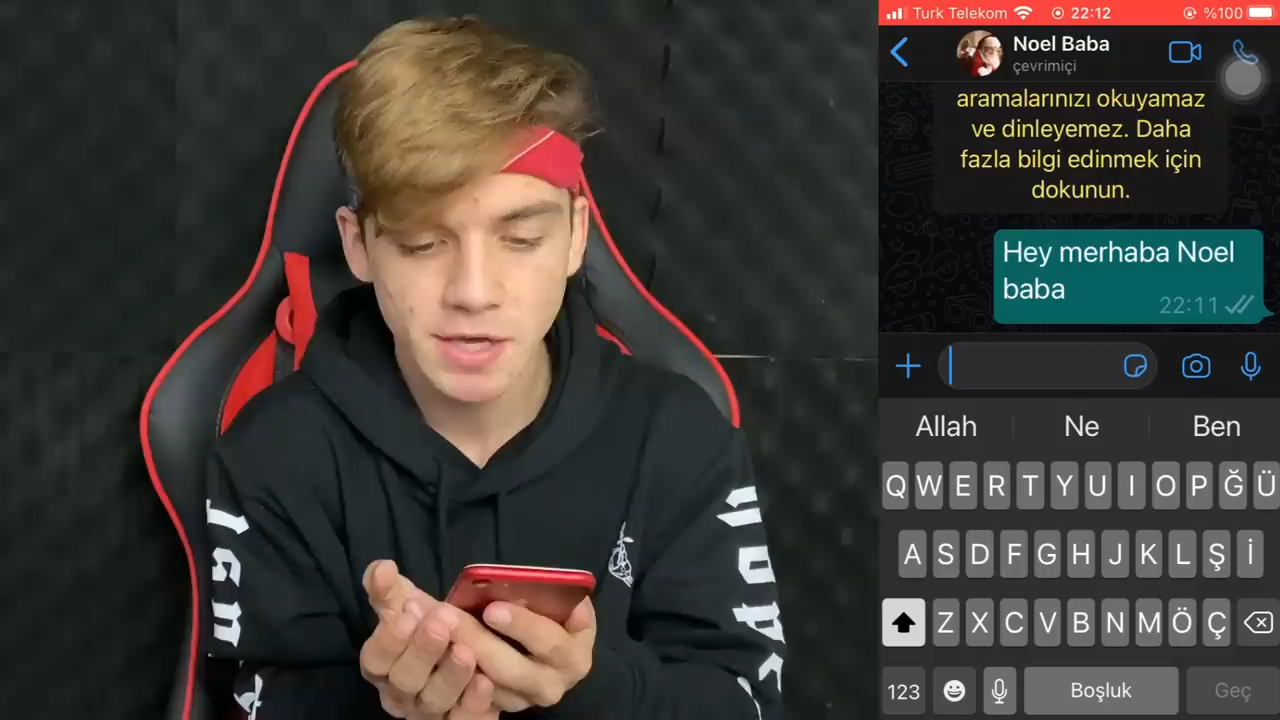 Turk Telekom 22:12 %100
Noel Baba
çevrimiçi
aramalarınızı okuyamaz
ve dinleyemez. Daha
fazla bilgi edinmek için
dokunun.
Hey merhaba Noel
baba
22:11
Allah Ne Ben
Q W E R T Y U I O P Ğ Ü
A S D F G H J K L Ş İ
Z X C V B N M Ö Ç
123 Boşluk Geç